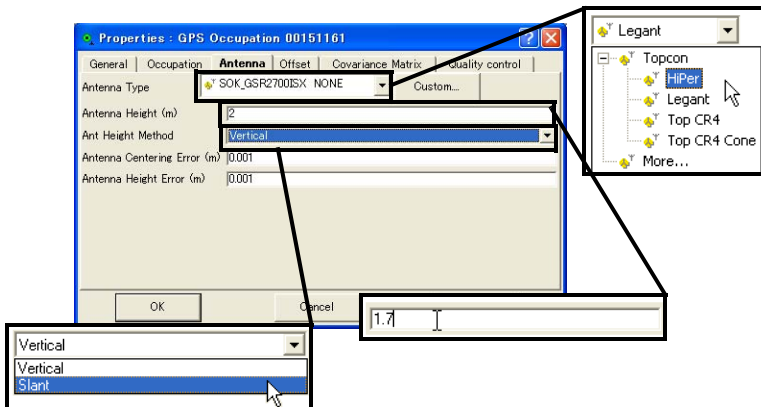 Properties : GPS Occupation 00151161
General Occupation Antenna Offset Covariance Matrix Quality control
Antenna Type SOK_GSR2700ISX NONE Custom...
Antenna Height (m) 2
Ant Height Method Vertical
Antenna Centering Error (m) 0.001
Antenna Height Error (m) 0.001
OK Cancel
Legant
Topcon
HiPer
Legant
Top CR4
Top CR4 Cone
More...
1.7
Vertical
Vertical
Slant